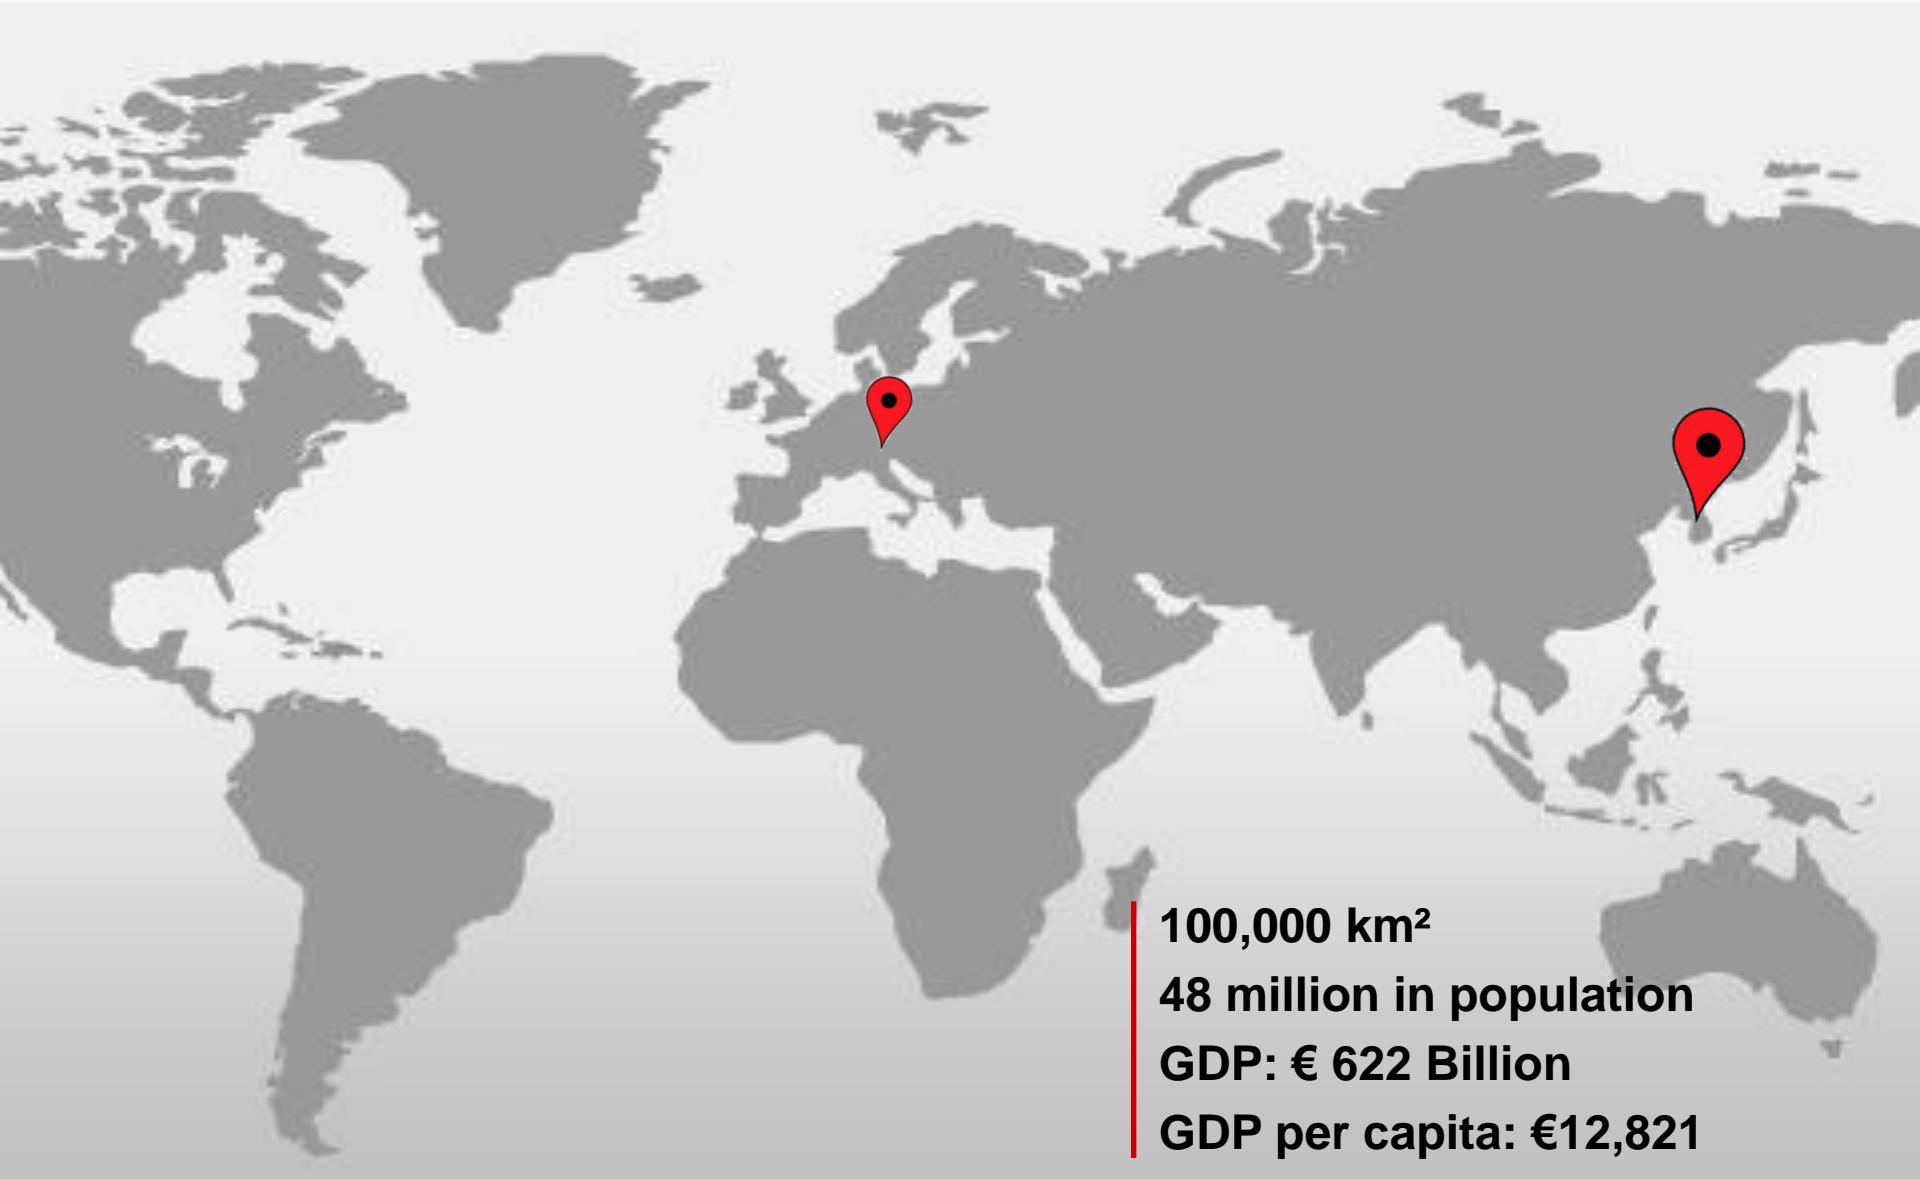 100,000 km²
48 million in population
GDP: € 622 Billion
GDP per capita: €12,821